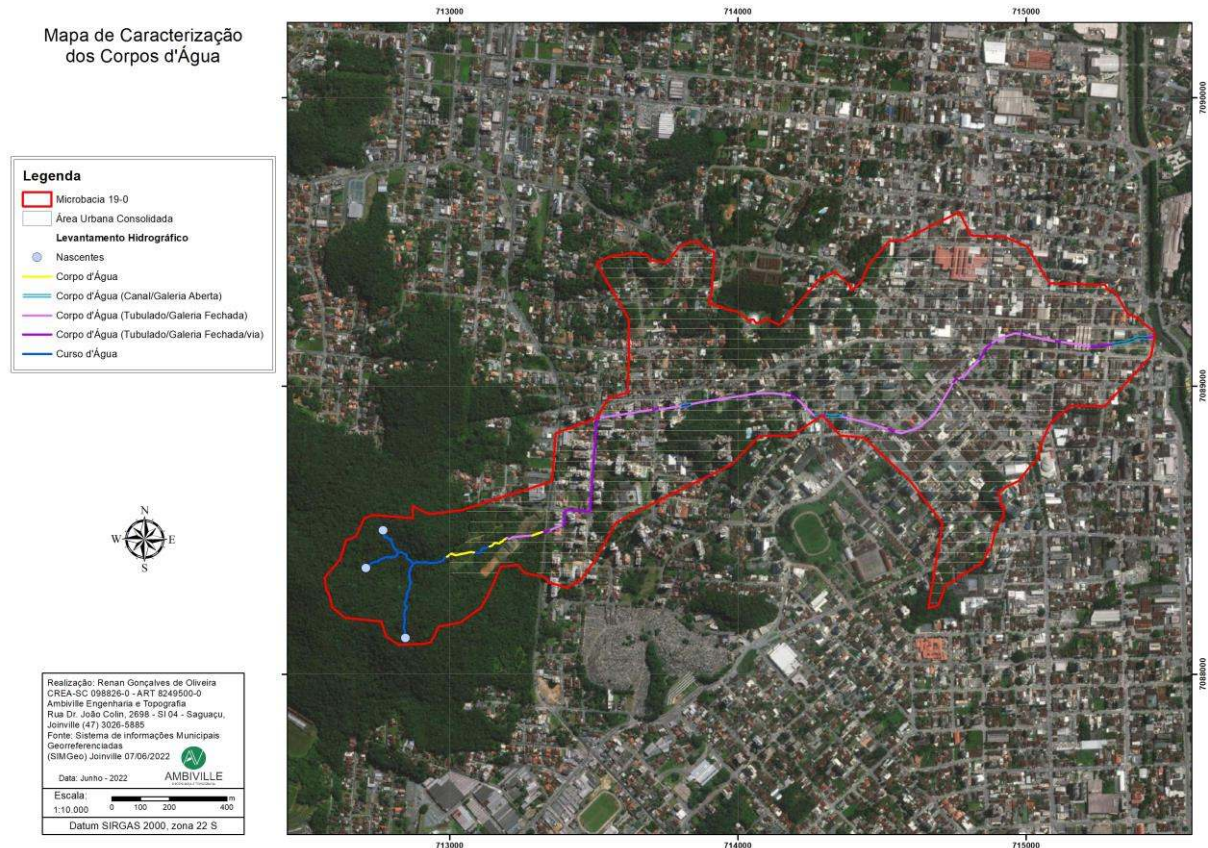 Mapa de Caracterização
dos Corpos d'Água
Legenda
Microbacia 19-0
Área Urbana Consolidada
Levantamento Hidrográfico
Nascentes
Corpo d'Água
Corpo d'Água (Canal/Galeria Aberta)
Corpo d'Água (Tubulado/Galeria Fechada)
Corpo d'Água (Tubulado/Galeria Fechada/via)
Curso d'Água
N
W E
S
Realização: Renan Gonçalves de Oliveira
CREA-SC 098826-0 - ART 8249500-0
Ambiville Engenharia e Topografia
Rua Dr. João Colin, 2698 - Sl 04 - Saguaçu,
Joinville (47) 3026-5885
Fonte: Sistema de informações Municipais
Georreferenciadas
(SIMGeo) Joinville 07/06/2022
Data: Junho - 2022
AMBIVILLE
Escala:
1:10.000
0 100 200 400 m
Datum SIRGAS 2000, zona 22 S
713000 714000 715000
7090000
7089000
7088000
713000 714000 715000